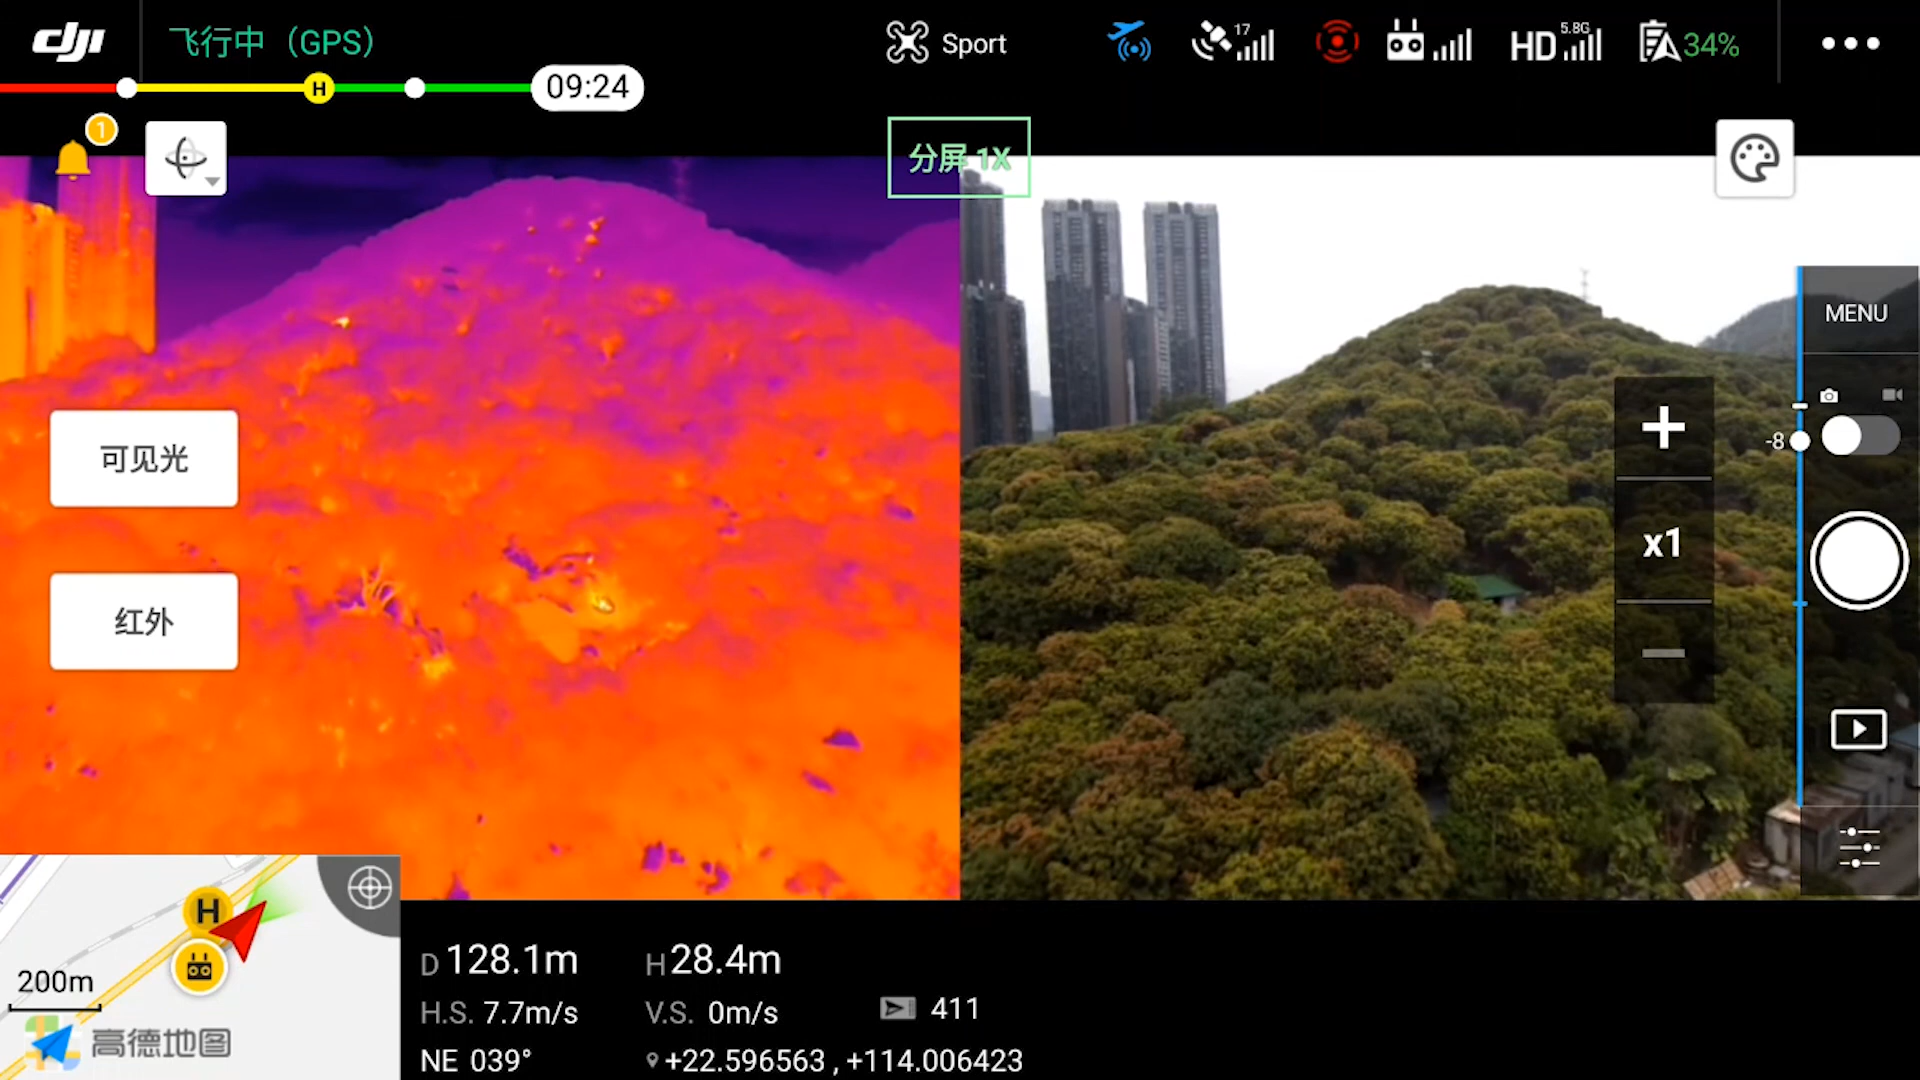 dji
飞行中（GPS）
Sport
17
HD
5.8G
34%
H
09:24
1
分屏 1X
MENU
可见光
+
-8
x1
红外
H
200m
高德地图
D 128.1m
H 28.4m
H.S. 7.7m/s
V.S. 0m/s
411
NE 039°
+22.596563 , +114.006423